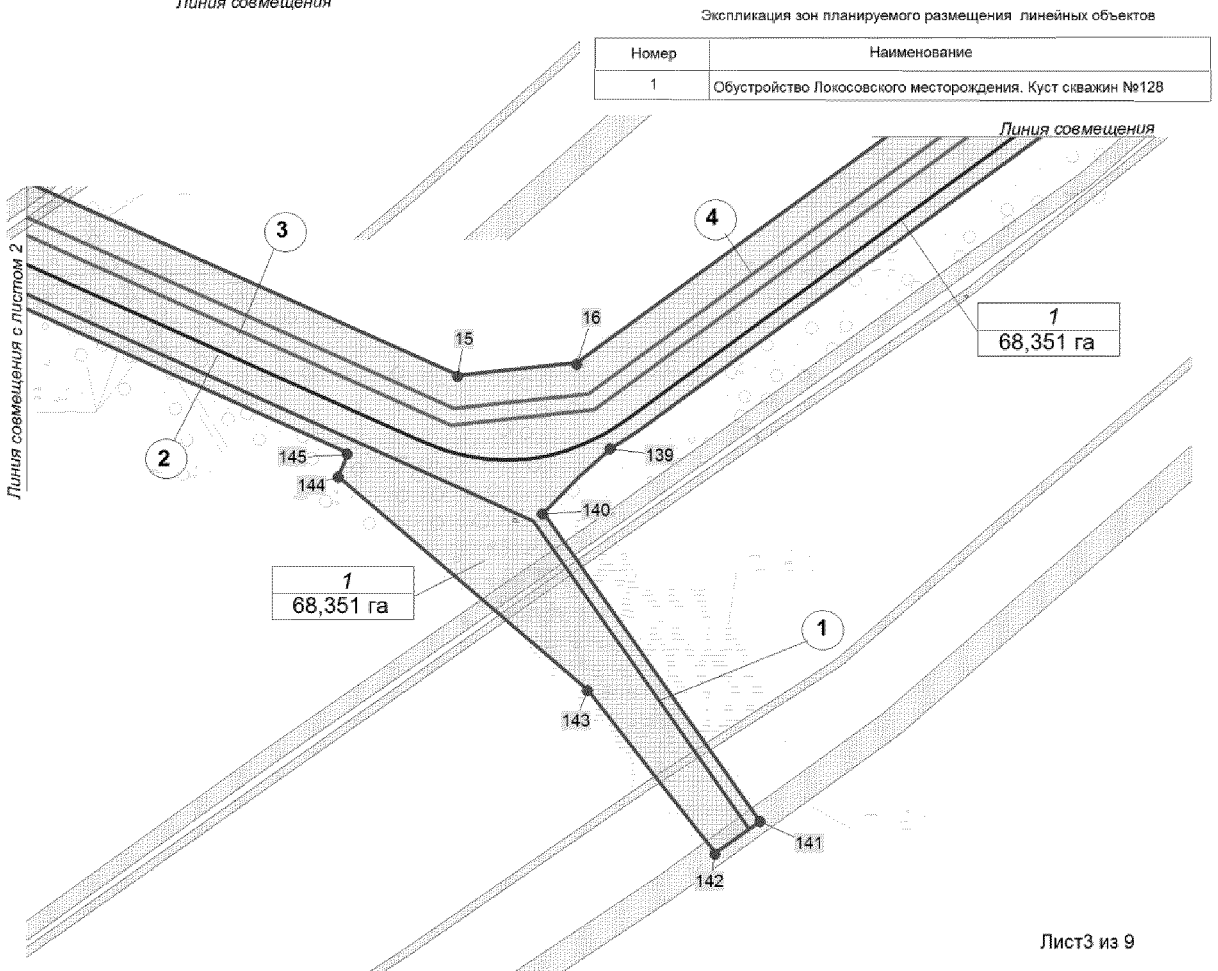 Линия совмещения
Экспликация зон планируемого размещения линейных объектов
Номер Наименование
1 Обустройство Локосовского месторождения. Куст скважин №128
Линия совмещения
Линия совмещения с листом 2
3
4
16
15
1
68,351 га
2
145
144
139
140
1
68,351 га
1
143
141
142
Лист3 из 9